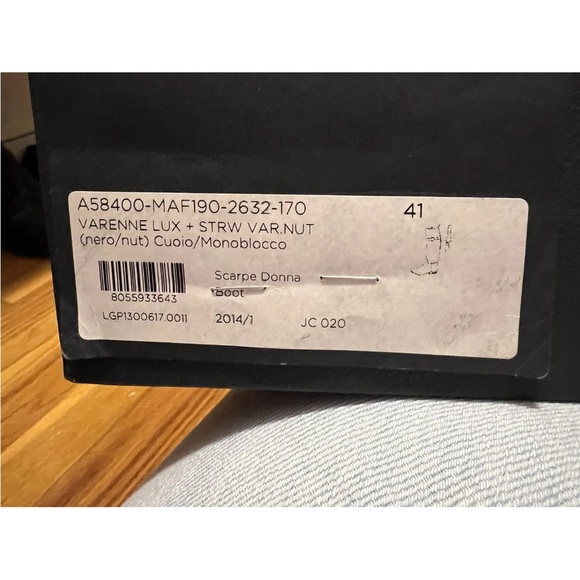 A58400-MAF190-2632-170 41
VARENNE LUX + STRW VAR.NUT
(nero/nut) Cuoio/Monoblocco
Scarpe Donna
Boot
8055933643
LGP1300617.0011 2014/1 JC 020